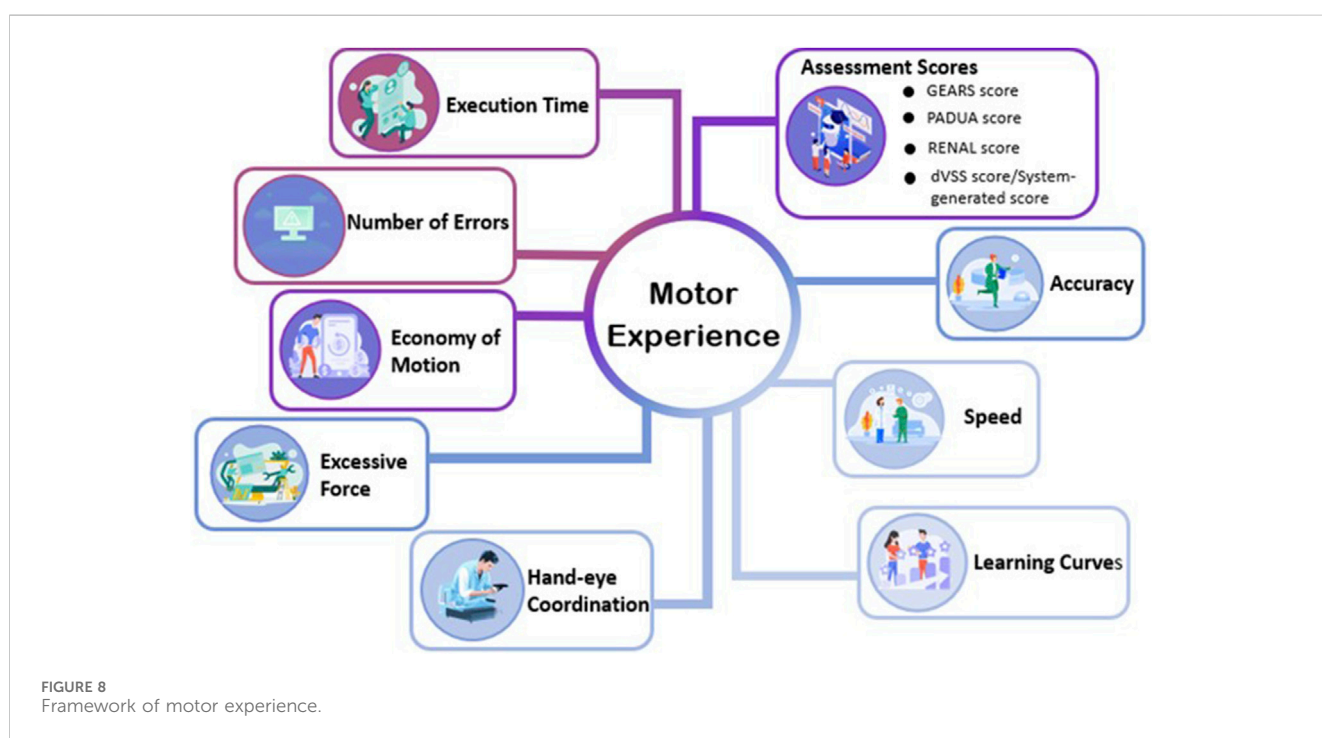 Execution Time
Number of Errors
Economy of
Motion
Excessive
Force
Hand-eye
Coordination
Motor
Experience
Assessment Scores
● GEARS score
● PADUA score
● RENAL score
● dVSS score/System-
generated score
Accuracy
Speed
Learning Curves
FIGURE 8
Framework of motor experience.